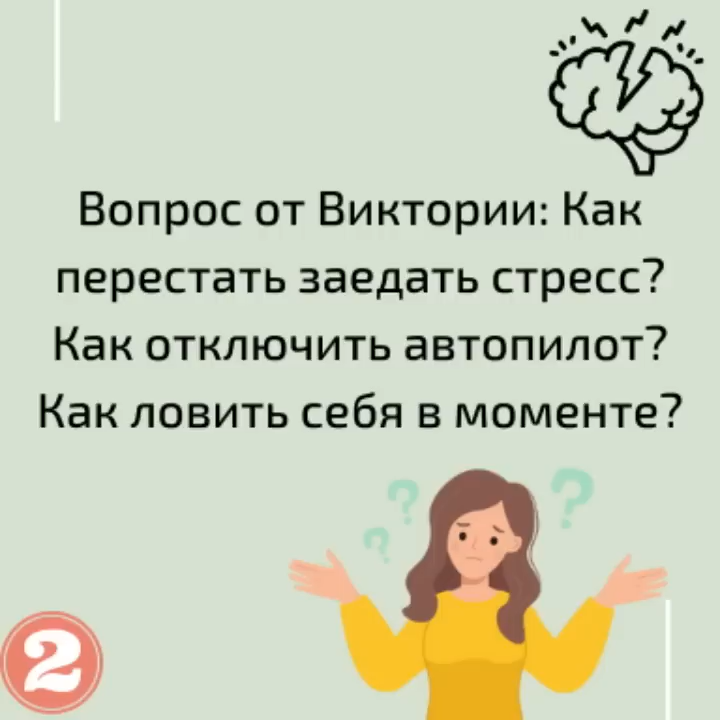 Вопрос от Виктории: Как
перестать заедать стресс?
Как отключить автопилот?
Как ловить себя в моменте?
? ? ?
2